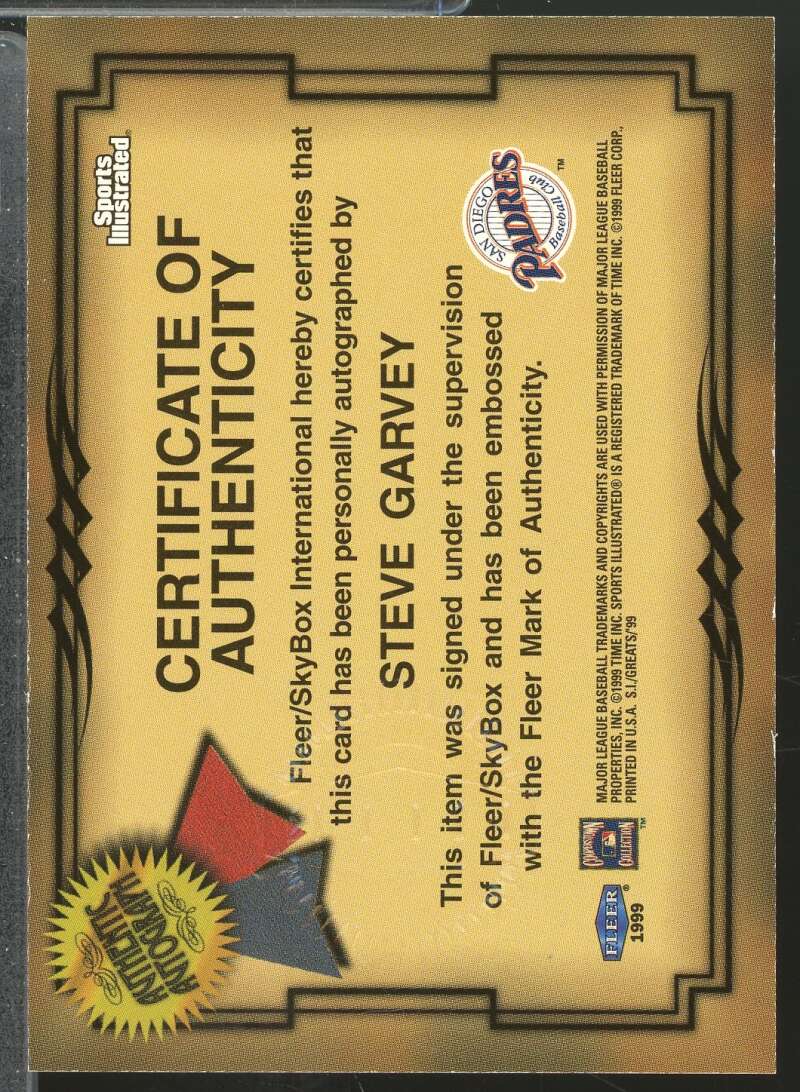 Sports
Illustrated®
AUTHENTIC
AUTOGRAPH
CERTIFICATE OF
AUTHENTICITY
Fleer/SkyBox International hereby certifies that
this card has been personally autographed by
STEVE GARVEY
This item was signed under the supervision
of Fleer/SkyBox and has been embossed
with the Fleer Mark of Authenticity.
SAN DIEGO
PADRES
Baseball Club
™
FLEER®
1999
COOPERSTOWN
COLLECTION
™
MAJOR LEAGUE BASEBALL TRADEMARKS AND COPYRIGHTS ARE USED WITH PERMISSION OF MAJOR LEAGUE BASEBALL
PROPERTIES, INC. ©1999 TIME INC. SPORTS ILLUSTRATED® IS A REGISTERED TRADEMARK OF TIME INC. ©1999 FLEER CORP.,
PRINTED IN U.S.A. S.I./GREATS/'99